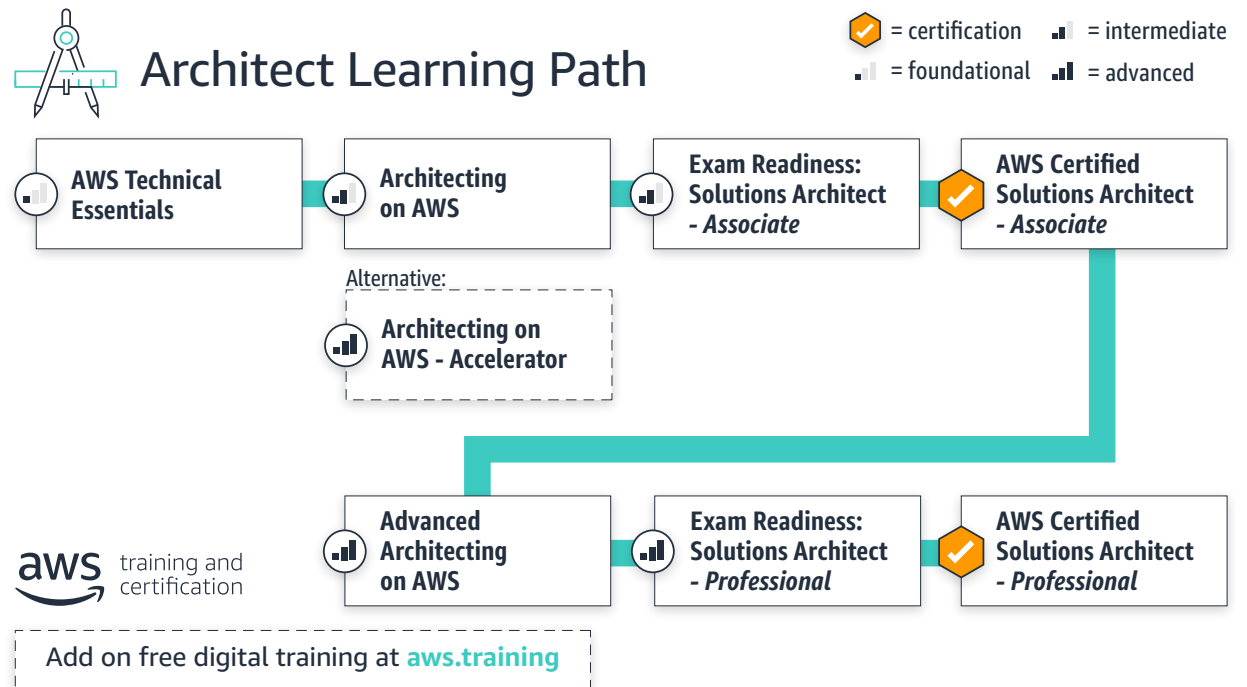 Architect Learning Path
= certification
= intermediate
= foundational
= advanced
AWS Technical
Essentials
Architecting
on AWS
Exam Readiness:
Solutions Architect
- Associate
AWS Certified
Solutions Architect
- Associate
Alternative:
Architecting on
AWS - Accelerator
Advanced
Architecting
on AWS
Exam Readiness:
Solutions Architect
- Professional
AWS Certified
Solutions Architect
- Professional
aws
training and
certification
Add on free digital training at aws.training